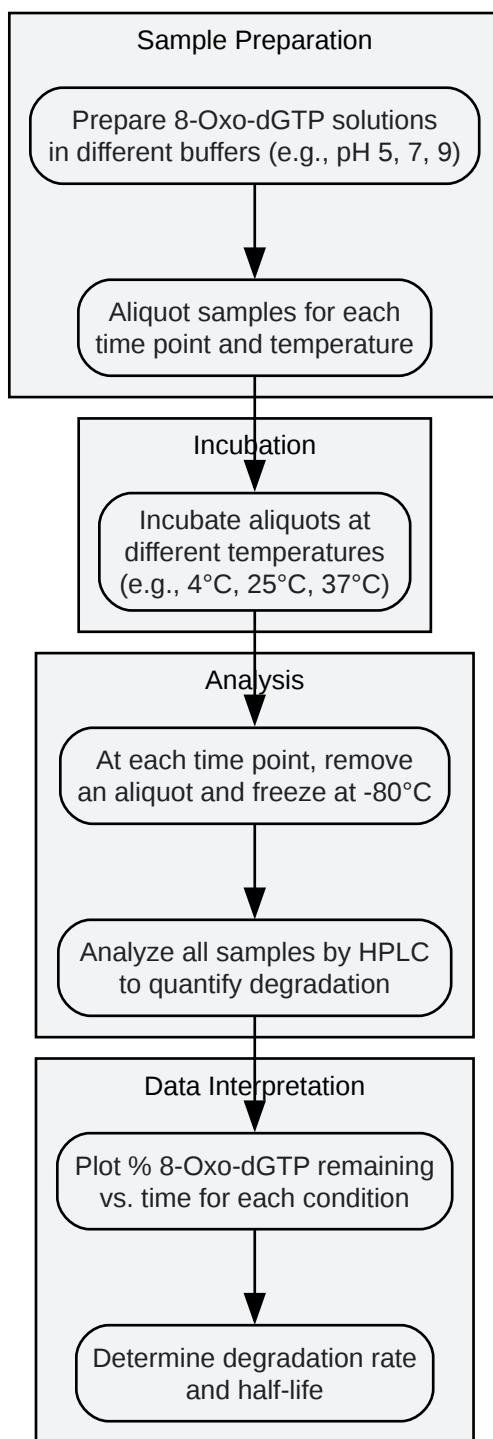 Sample Preparation
Prepare 8-Oxo-dGTP solutions
in different buffers (e.g., pH 5, 7, 9)
Aliquot samples for each
time point and temperature
Incubation
Incubate aliquots at
different temperatures
(e.g., 4°C, 25°C, 37°C)
Analysis
At each time point, remove
an aliquot and freeze at -80°C
Analyze all samples by HPLC
to quantify degradation
Data Interpretation
Plot % 8-Oxo-dGTP remaining
vs. time for each condition
Determine degradation rate
and half-life